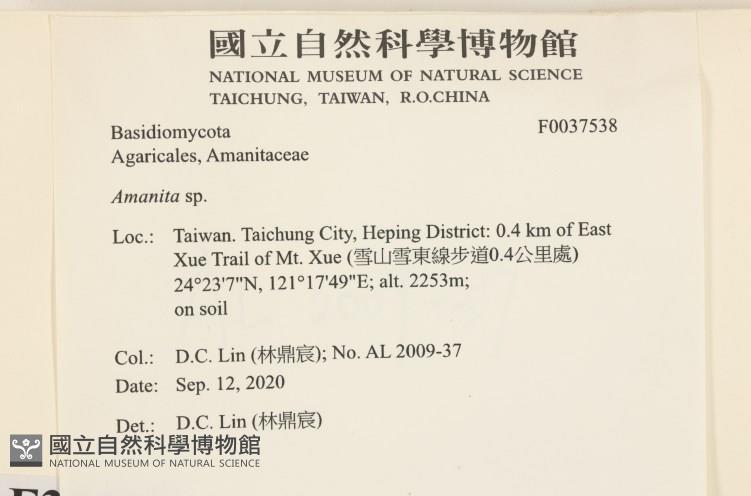 國立自然科學博物館
NATIONAL MUSEUM OF NATURAL SCIENCE
TAICHUNG, TAIWAN, R.O.CHINA
Basidiomycota F0037538
Agaricales, Amanitaceae
Amanita sp.
Loc.: Taiwan. Taichung City, Heping District: 0.4 km of East
Xue Trail of Mt. Xue (雪山雪東線步道0.4公里處)
24°23'7"N, 121°17'49"E; alt. 2253m;
on soil
Col.: D.C. Lin (林鼎宸); No. AL 2009-37
Date: Sep. 12, 2020
Det.: D.C. Lin (林鼎宸)
國立自然科學博物館
NATIONAL MUSEUM OF NATURAL SCIENCE